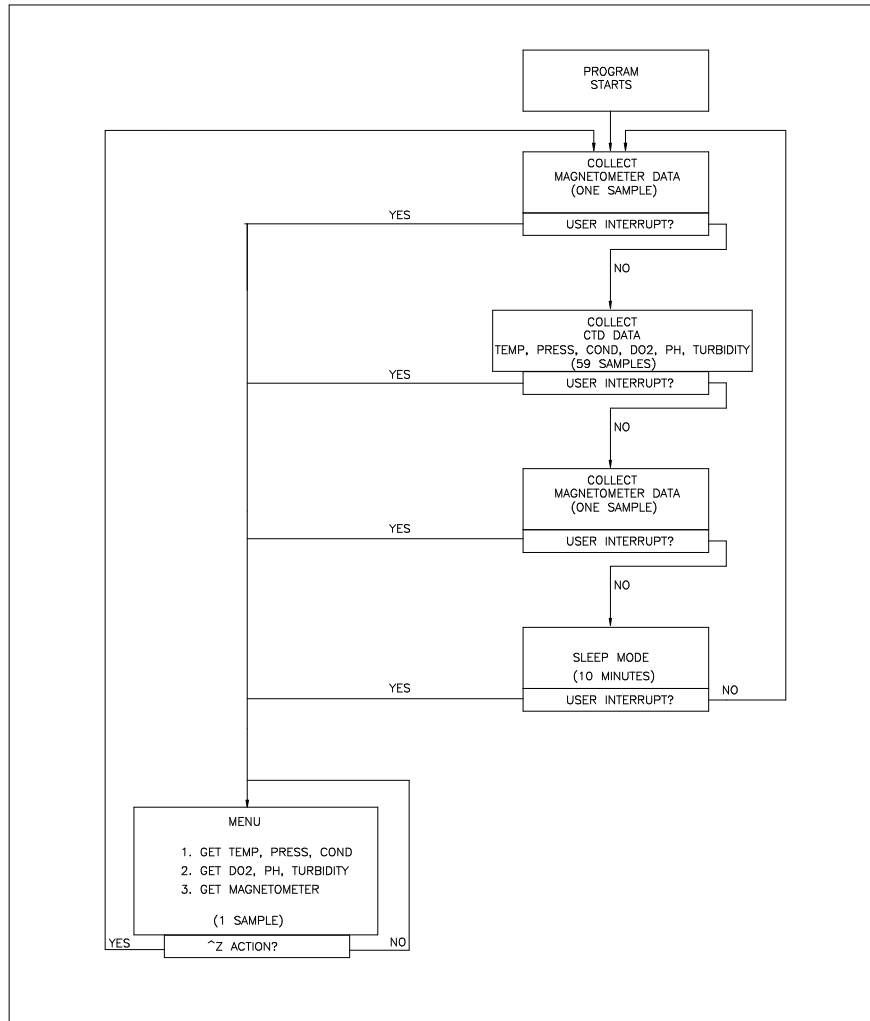 PROGRAM
STARTS
COLLECT
MAGNETOMETER DATA
(ONE SAMPLE)
YES
USER INTERRUPT?
NO
COLLECT
CTD DATA
TEMP, PRESS, COND, DO2, PH, TURBIDITY
(59 SAMPLES)
YES
USER INTERRUPT?
NO
COLLECT
MAGNETOMETER DATA
(ONE SAMPLE)
YES
USER INTERRUPT?
NO
SLEEP MODE
(10 MINUTES)
YES
USER INTERRUPT?
NO
MENU
1. GET TEMP, PRESS, COND
2. GET DO2, PH, TURBIDITY
3. GET MAGNETOMETER
(1 SAMPLE)
YES
^Z ACTION?
NO